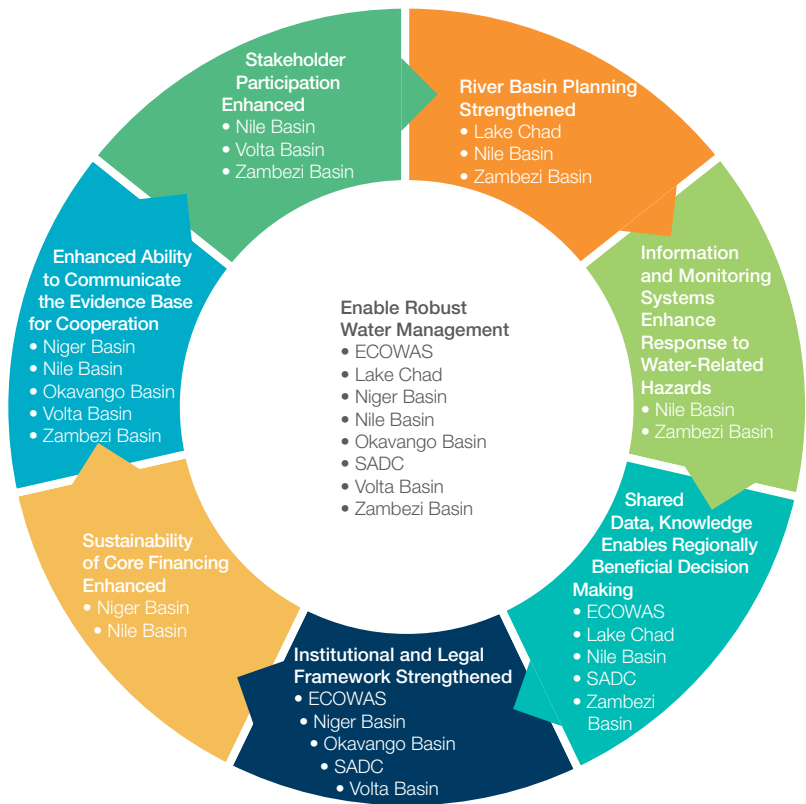 Stakeholder
Participation
Enhanced
• Nile Basin
• Volta Basin
• Zambezi Basin
River Basin Planning
Strengthened
• Lake Chad
• Nile Basin
• Zambezi Basin
Information
and Monitoring
Systems
Enhance
Response to
Water-Related
Hazards
• Nile Basin
• Zambezi Basin
Shared
Data, Knowledge
Enables Regionally
Beneficial Decision
Making
• ECOWAS
• Lake Chad
• Nile Basin
• SADC
• Zambezi
Basin
Institutional and Legal
Framework Strengthened
• ECOWAS
• Niger Basin
• Okavango Basin
• SADC
• Volta Basin
Sustainability
of Core Financing
Enhanced
• Niger Basin
• Nile Basin
Enhanced Ability
to Communicate
the Evidence Base
for Cooperation
• Niger Basin
• Nile Basin
• Okavango Basin
• Volta Basin
• Zambezi Basin
Enable Robust
Water Management
• ECOWAS
• Lake Chad
• Niger Basin
• Nile Basin
• Okavango Basin
• SADC
• Volta Basin
• Zambezi Basin